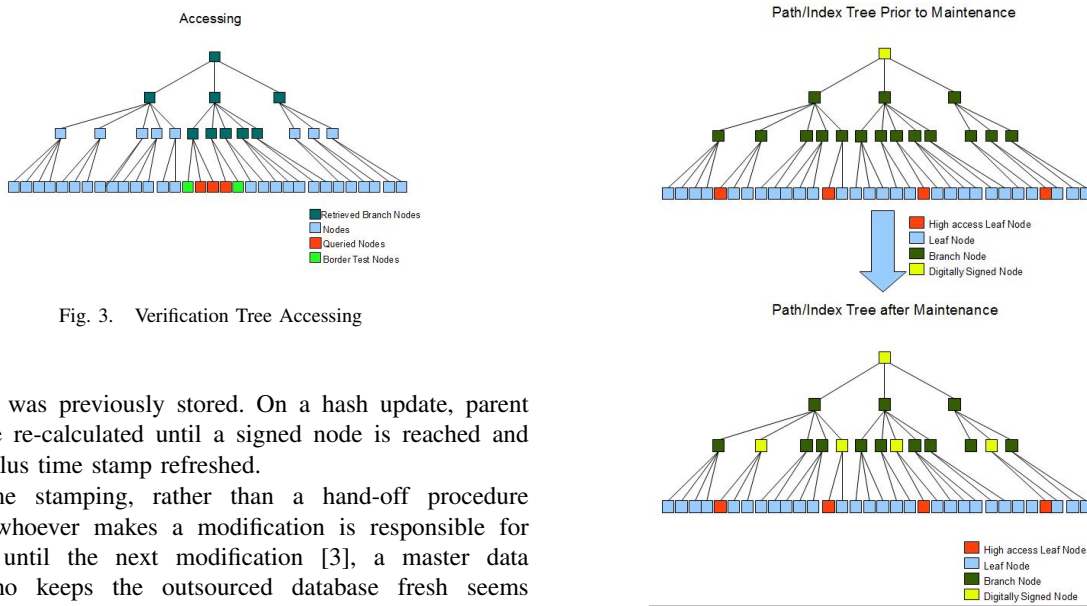 Accessing
Retrieved Branch Nodes
Nodes
Queried Nodes
Border Test Nodes
Fig. 3. Verification Tree Accessing
was previously stored. On a hash update, parent
re-calculated until a signed node is reached and
time stamp refreshed.
stamping, rather than a hand-off procedure
whoever makes a modification is responsible for
until the next modification [3], a master data
keeps the outsourced database fresh seems
Path/Index Tree Prior to Maintenance
High access Leaf Node
Leaf Node
Branch Node
Digitally Signed Node
Path/Index Tree after Maintenance
High access Leaf Node
Leaf Node
Branch Node
Digitally Signed Node